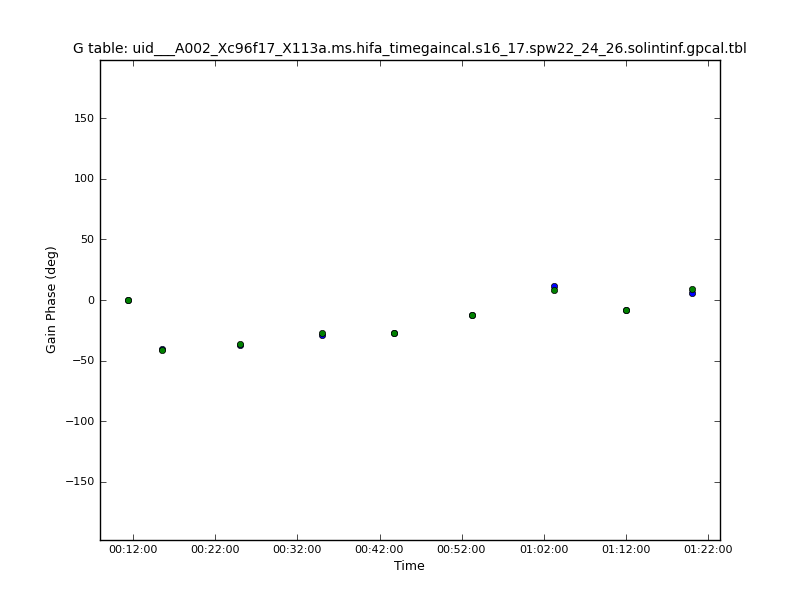 G table: uid___A002_Xc96f17_X113a.ms.hifa_timegaincal.s16_17.spw22_24_26.solintinf.gpcal.tbl
150
100
50
0
−50
−100
−150
Gain Phase (deg)
00:12:00 00:22:00 00:32:00 00:42:00 00:52:00 01:02:00 01:12:00 01:22:00
Time